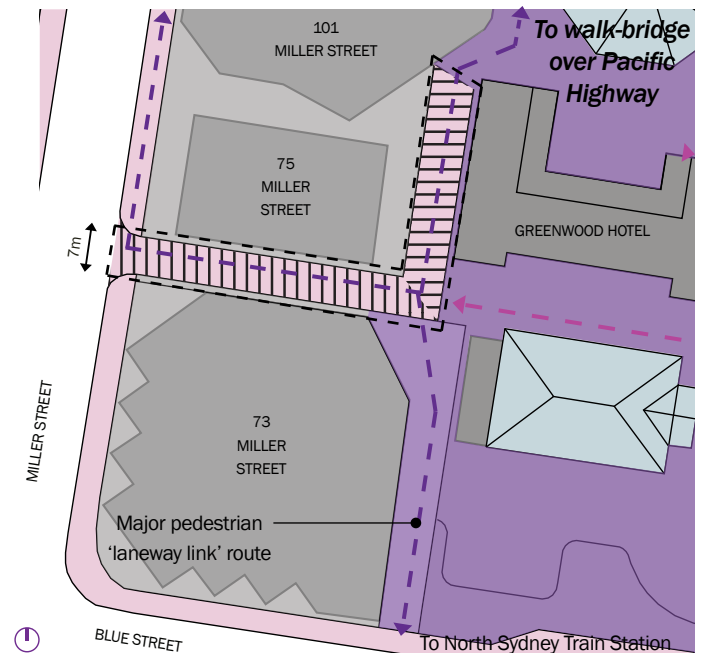 101
MILLER STREET
To walk-bridge
over Pacific
Highway
75
MILLER
STREET
GREENWOOD HOTEL
7m
MILLER STREET
73
MILLER
STREET
Major pedestrian
‘laneway link’ route
BLUE STREET
To North Sydney Train Station